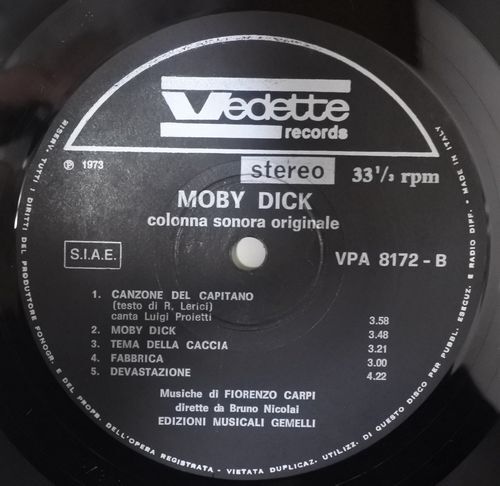 Vedette
records
stereo 33 1/3 rpm
℗ 1973
MOBY DICK
colonna sonora originale
S.I.A.E.
VPA 8172 - B
1. CANZONE DEL CAPITANO
(testo di R. Lerici)
canta Luigi Proietti 3.58
2. MOBY DICK 3.48
3. TEMA DELLA CACCIA 3.21
4. FABBRICA 3.00
5. DEVASTAZIONE 4.22
Musiche di FIORENZO CARPI
dirette da Bruno Nicolai
EDIZIONI MUSICALI GEMELLI
RISERV. TUTTI I DIRITTI DEL PRODUTTORE FONOGR. E DEL PROPR. DELL'OPERA REGISTRATA - VIETATA DUPLICAZ. UTILIZZ. DI QUESTO DISCO PER PUBBL. ESECUZ. E RADIO DIFF. • MADE IN ITALY